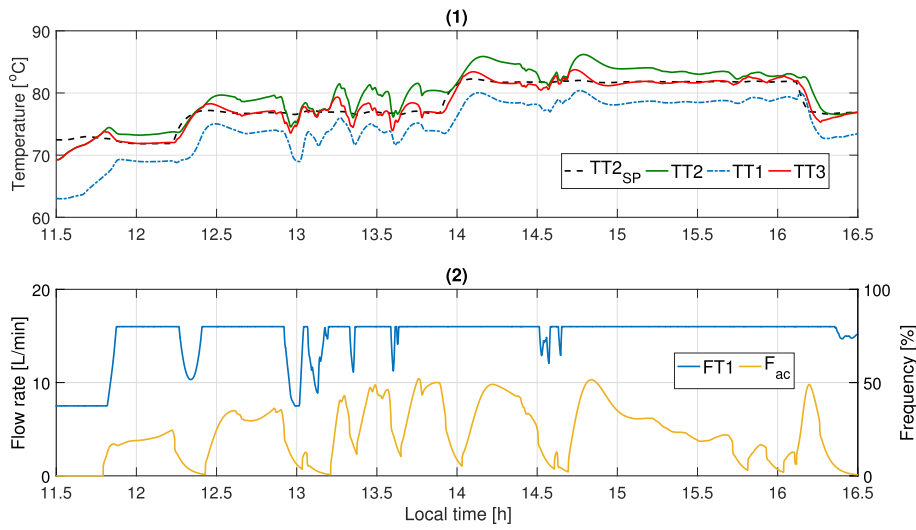 (1)
90
80
70
60
Temperature [°C]
TT2SP TT2 TT1 TT3
11.5 12 12.5 13 13.5 14 14.5 15 15.5 16 16.5
(2)
20 100
10 50
0 0
Flow rate [L/min]
Frequency [%]
FT1 Fac
11.5 12 12.5 13 13.5 14 14.5 15 15.5 16 16.5
Local time [h]